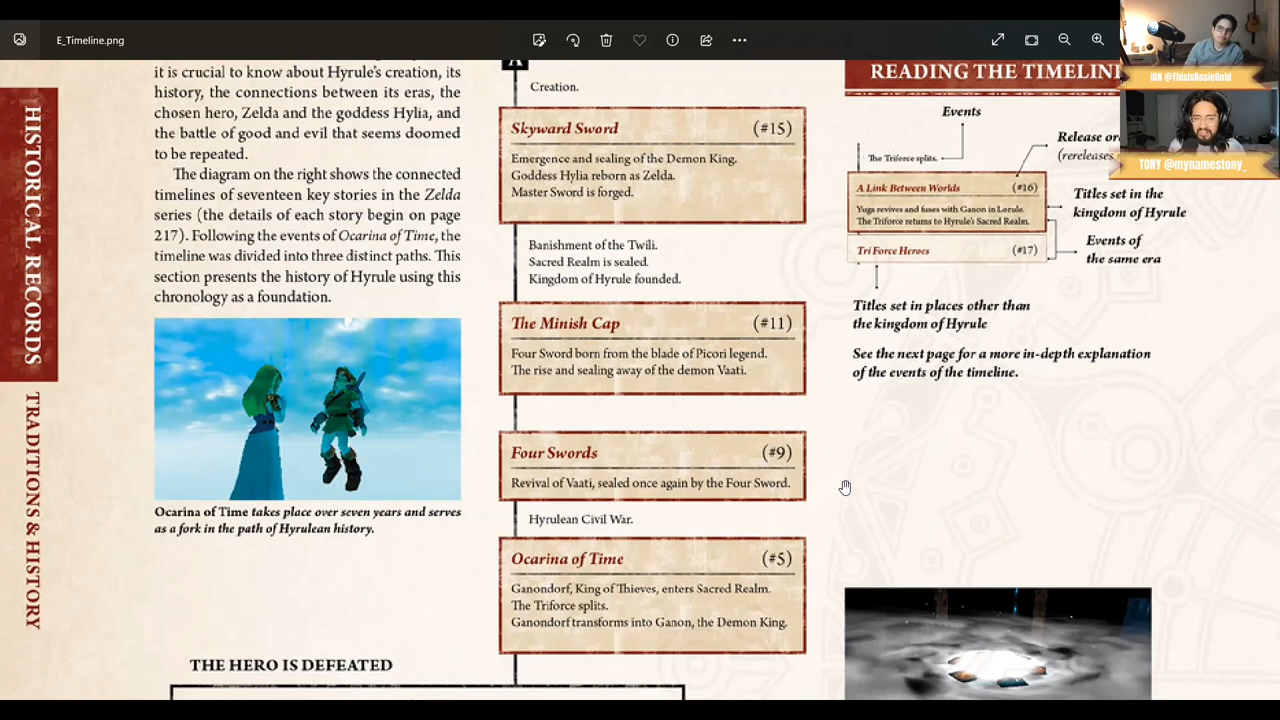 E_Timeline.png
IAN @ThisIsRosieGold
TONY @mynamestony_
HISTORICAL RECORDS
TRADITIONS & HISTORY
it is crucial to know about Hyrule's creation, its
history, the connections between its eras, the
chosen hero, Zelda and the goddess Hylia, and
the battle of good and evil that seems doomed
to be repeated.
The diagram on the right shows the connected
timelines of seventeen key stories in the Zelda
series (the details of each story begin on page
217). Following the events of Ocarina of Time, the
timeline was divided into three distinct paths. This
section presents the history of Hyrule using this
chronology as a foundation.
Ocarina of Time takes place over seven years and serves
as a fork in the path of Hyrulean history.
THE HERO IS DEFEATED
A
Creation.
Skyward Sword (#15)
Emergence and sealing of the Demon King.
Goddess Hylia reborn as Zelda.
Master Sword is forged.
Banishment of the Twili.
Sacred Realm is sealed.
Kingdom of Hyrule founded.
The Minish Cap (#11)
Four Sword born from the blade of Picori legend.
The rise and sealing away of the demon Vaati.
Four Swords (#9)
Revival of Vaati, sealed once again by the Four Sword.
Hyrulean Civil War.
Ocarina of Time (#5)
Ganondorf, King of Thieves, enters Sacred Realm.
The Triforce splits.
Ganondorf transforms into Ganon, the Demon King.
READING THE TIMELIN
Events
The Triforce splits.
Release
(rereleases
A Link Between Worlds (#16)
Yuga revives and fuses with Ganon in Lorule.
The Triforce returns to Hyrule's Sacred Realm.
Tri Force Heroes (#17)
Titles set in the
kingdom of Hyrule
Events of
the same era
Titles set in places other than
the kingdom of Hyrule
See the next page for a more in-depth explanation
of the events of the timeline.